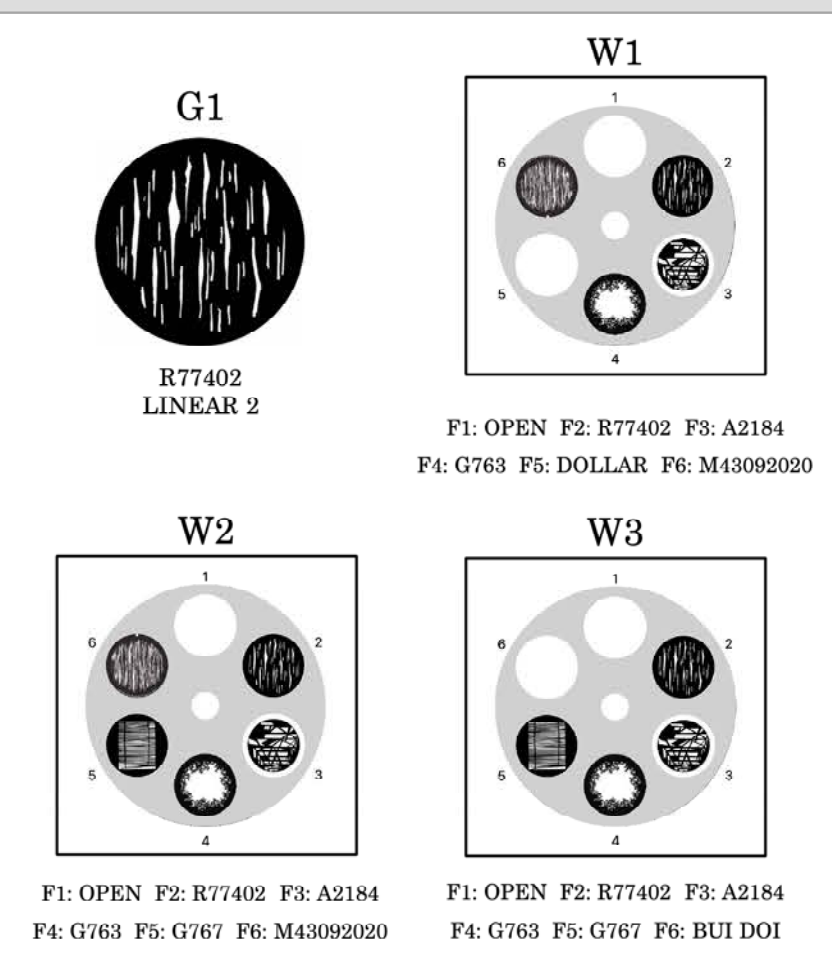 G1
R77402
LINEAR 2
W1
1
2
3
4
5
6
F1: OPEN F2: R77402 F3: A2184
F4: G763 F5: DOLLAR F6: M43092020
W2
1
2
3
4
5
6
F1: OPEN F2: R77402 F3: A2184
F4: G763 F5: G767 F6: M43092020
W3
1
2
3
4
5
6
F1: OPEN F2: R77402 F3: A2184
F4: G763 F5: G767 F6: BUI DOI